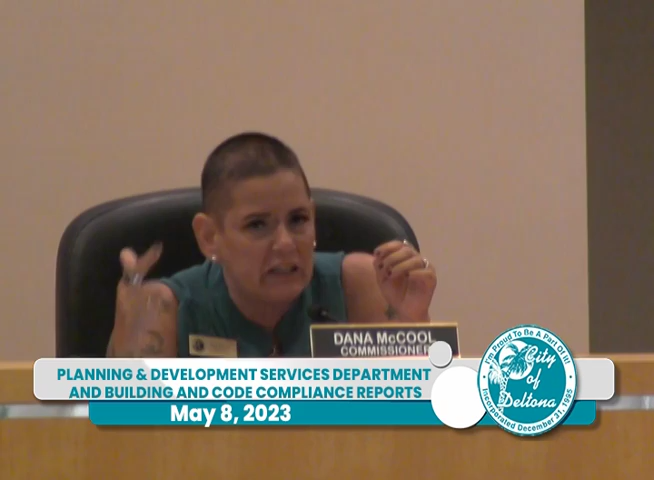 DANA McCOOL
COMMISSIONER
PLANNING & DEVELOPMENT SERVICES DEPARTMENT
AND BUILDING AND CODE COMPLIANCE REPORTS
May 8, 2023
I'm Proud To Be A Part Of It!
City
of
Deltona
Incorporated December 31, 1995